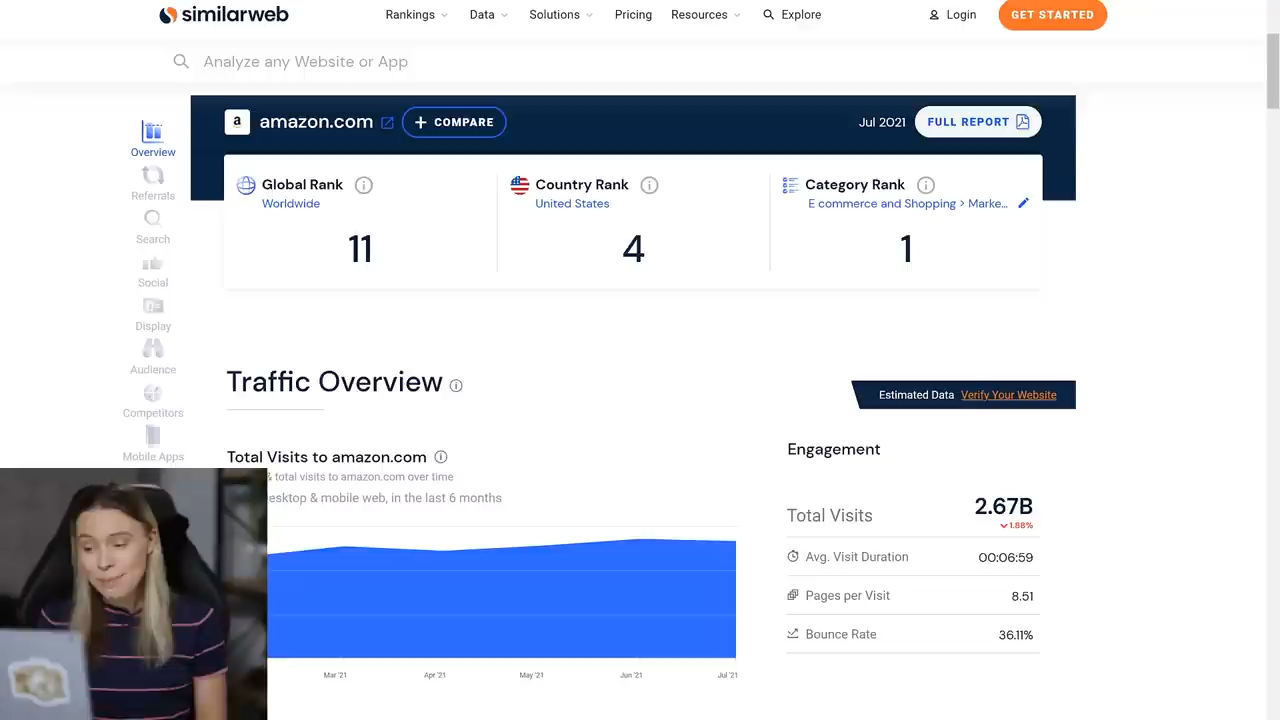 similarweb
Rankings Data Solutions Pricing Resources Explore Login GET STARTED
Analyze any Website or App
a amazon.com + COMPARE Jul 2021 FULL REPORT
Overview
Referrals
Search
Social
Display
Audience
Competitors
Mobile Apps
Global Rank
Worldwide
11
Country Rank
United States
4
Category Rank
E commerce and Shopping > Marke...
1
Traffic Overview
Estimated Data Verify Your Website
Total Visits to amazon.com
total visits to amazon.com over time
esktop & mobile web, in the last 6 months
Mar '21 Apr '21 May '21 Jun '21 Jul '21
Engagement
Total Visits 2.67B
1.88%
Avg. Visit Duration 00:06:59
Pages per Visit 8.51
Bounce Rate 36.11%